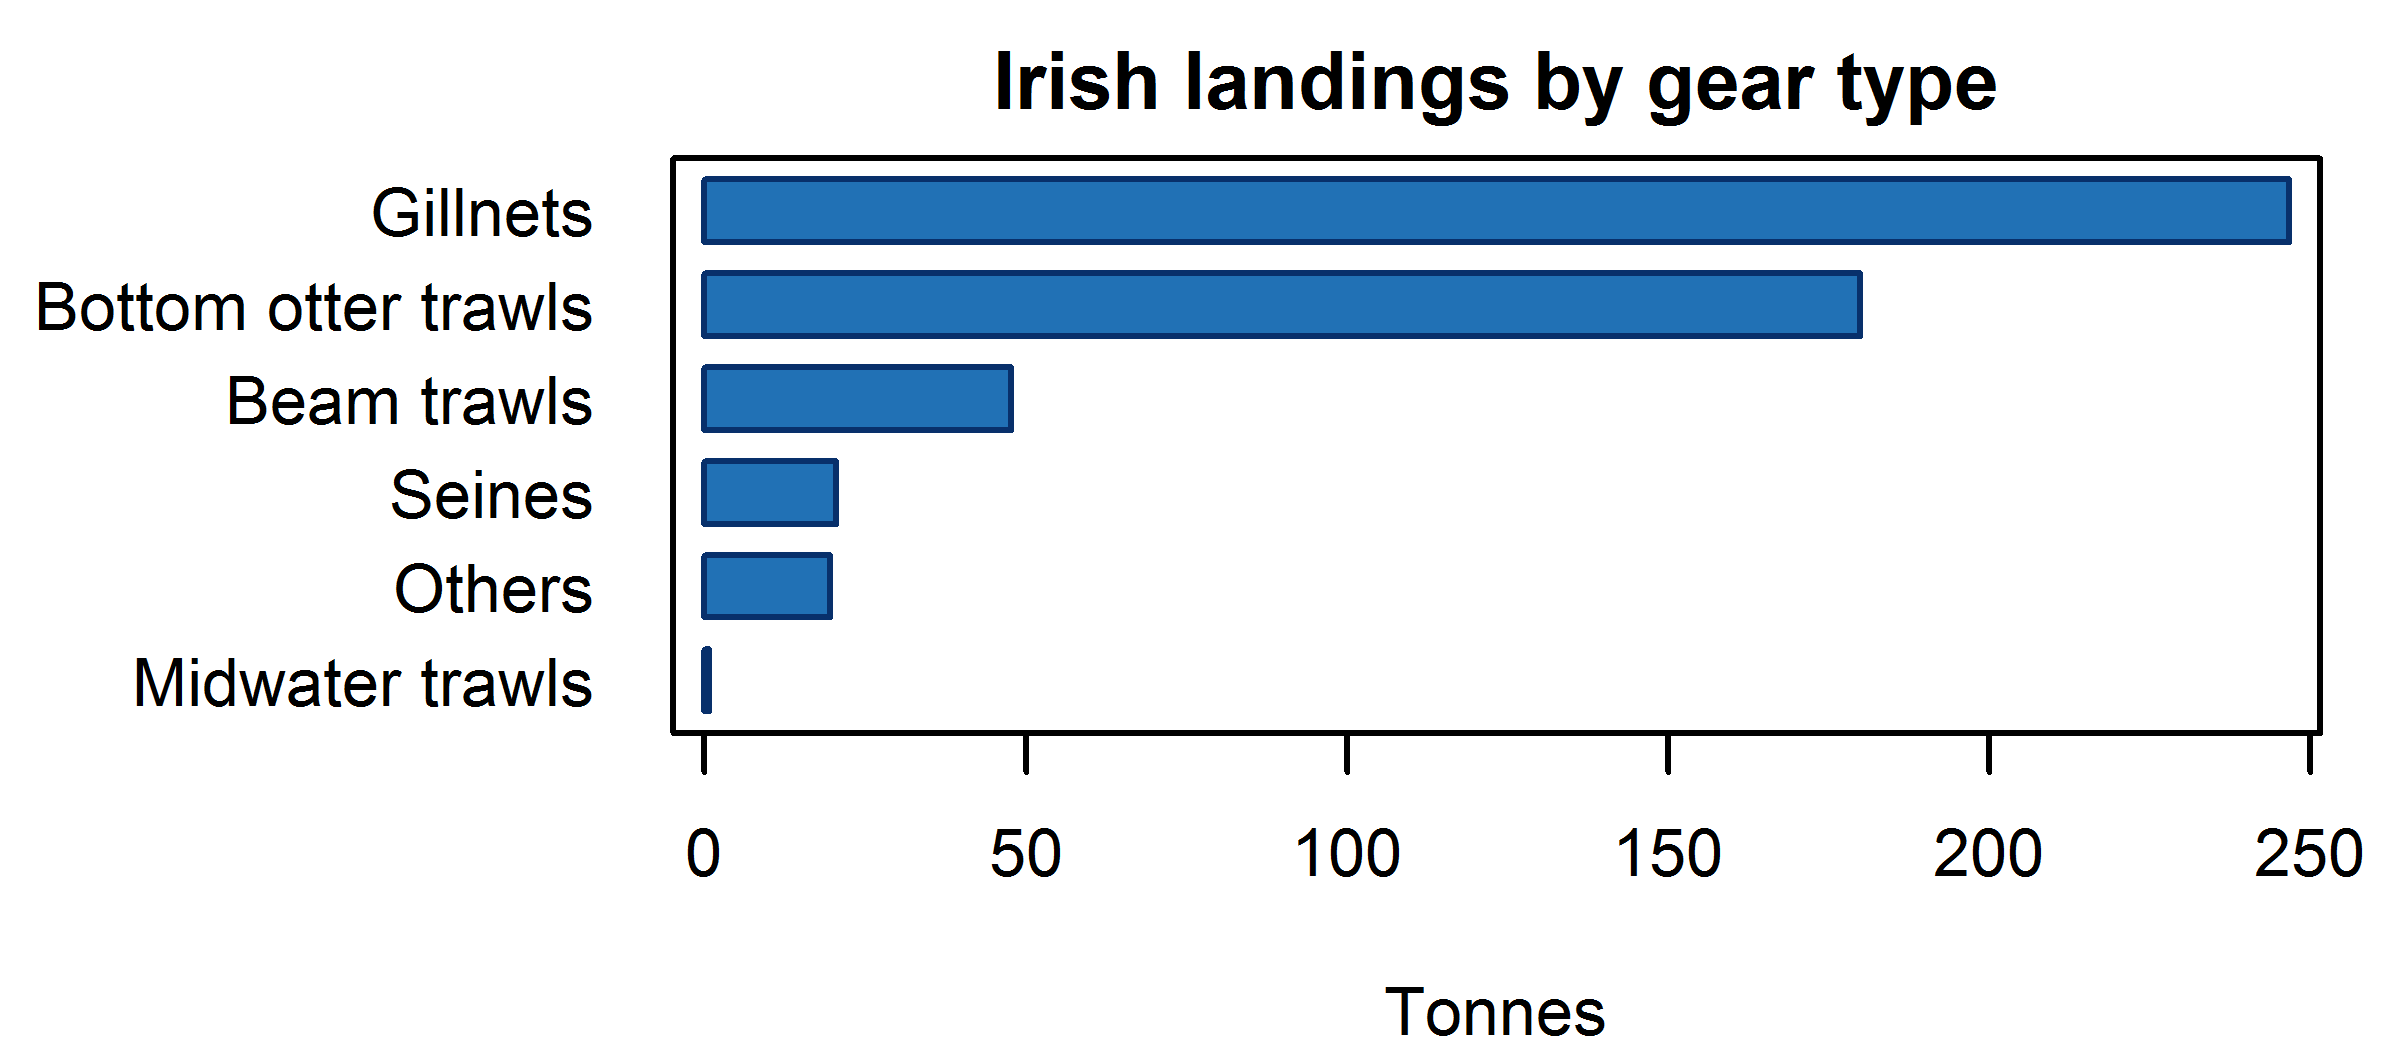 Irish landings by gear type
Gillnets
Bottom otter trawls
Beam trawls
Seines
Others
Midwater trawls
0 50 100 150 200 250
Tonnes